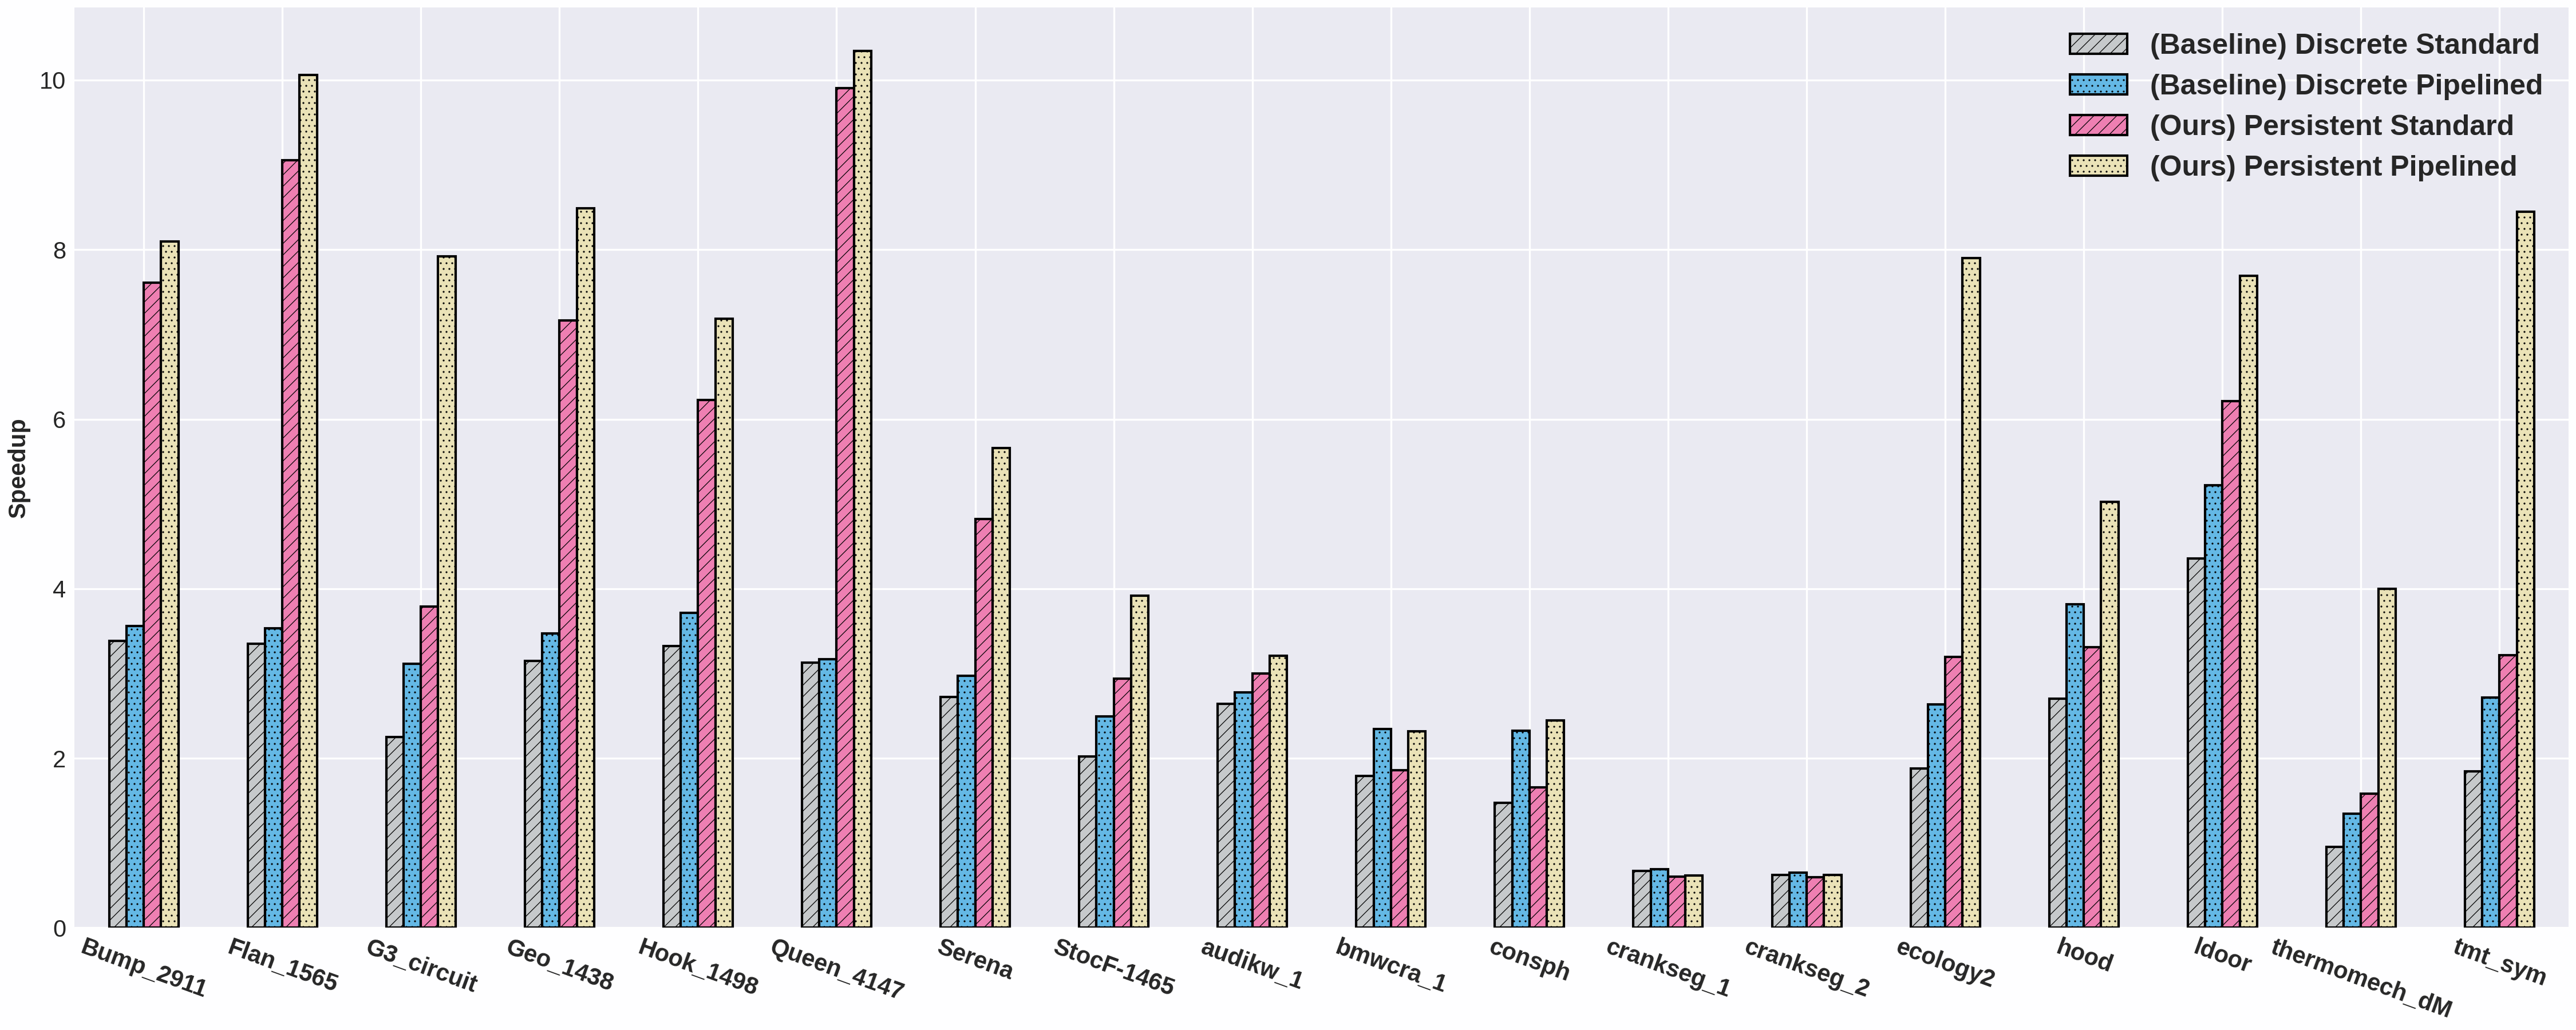 (Baseline) Discrete Standard
(Baseline) Discrete Pipelined
(Ours) Persistent Standard
(Ours) Persistent Pipelined
Speedup
10
8
6
4
2
0
Bump_2911
Flan_1565
G3_circuit
Geo_1438
Hook_1498
Queen_4147
Serena
StocF-1465
audikw_1
bmwcra_1
consph
crankseg_1
crankseg_2
ecology2
hood
ldoor
thermomech_dM
tmt_sym